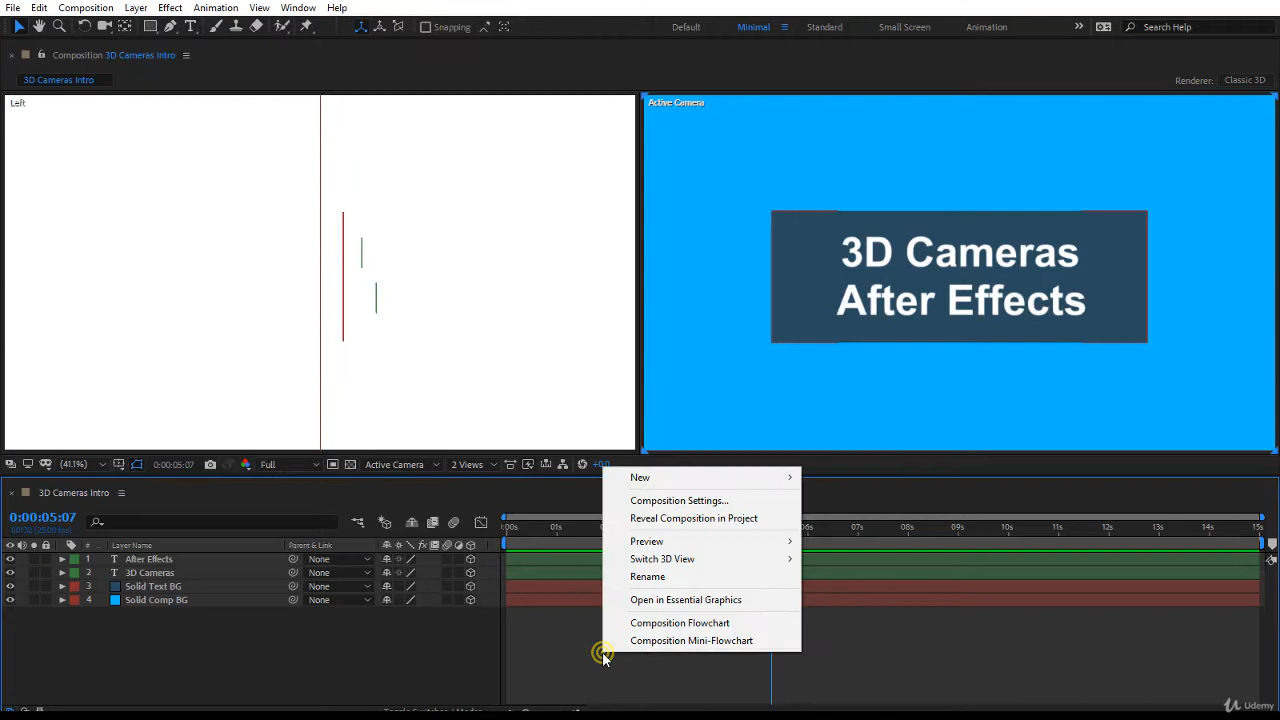 File Edit Composition Layer Effect Animation View Window Help
Snapping Default Minimal Standard Small Screen Animation Search Help
Composition 3D Cameras Intro
3D Cameras Intro Renderer: Classic 3D
Left Active Camera
3D Cameras
After Effects
(41.1%) 0:00:05:07 Full Active Camera 2 Views +0.0
New
3D Cameras Intro
Composition Settings...
0:00:05:07
Reveal Composition in Project
00s 01s 06s 07s 08s 09s 10s 11s 12s 13s 14s 15s
Preview
# Layer Name Parent & Link
Switch 3D View
1 After Effects None
2 3D Cameras None
Rename
3 Solid Text BG None
4 Solid Comp BG None
Open in Essential Graphics
Composition Flowchart
Composition Mini-Flowchart
Udemy